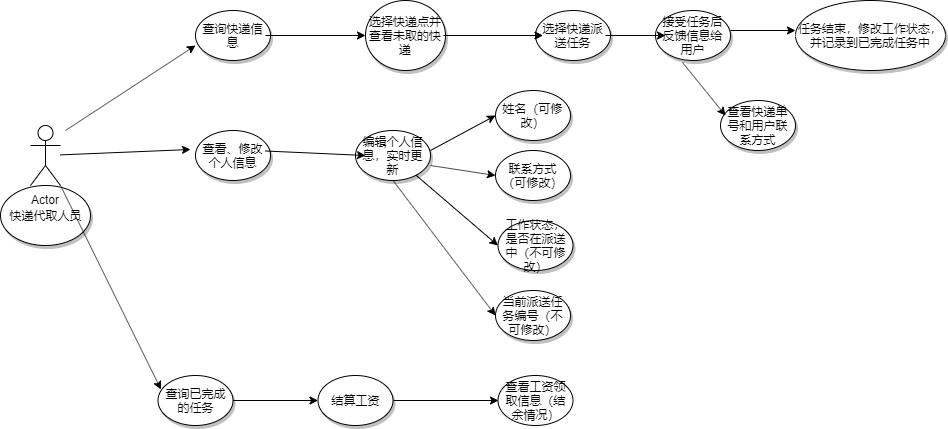 查询快递信
息
选择快递点并
查看未取的快
递
选择快递派
送任务
接受任务后
反馈信息给
用户
任务结束，修改工作状态，
并记录到已完成任务中
查看快递单
号和用户联
系方式
Actor
快递代取人员
查看、修改
个人信息
编辑个人信
息，实时更
新
姓名（可修
改）
联系方式
（可修改）
工作状态，
是否在派送
中（不可修
改）
当前派送任
务编号（不
可修改）
查询已完成
的任务
结算工资
查看工资领
取信息（结
余情况）